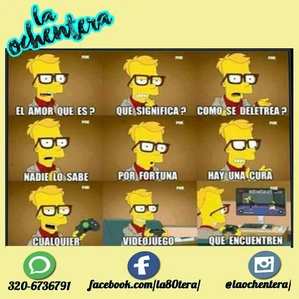 la
ochentera
EL AMOR QUE ES?
QUE SIGNIFICA?
COMO SE DELETREA?
NADIE LO SABE
POR FORTUNA
HAY UNA CURA
CUALQUIER
VIDEOJUEGO
QUE ENCUENTREN
320-6736791
facebook.com/la80tera/
@laochentera/